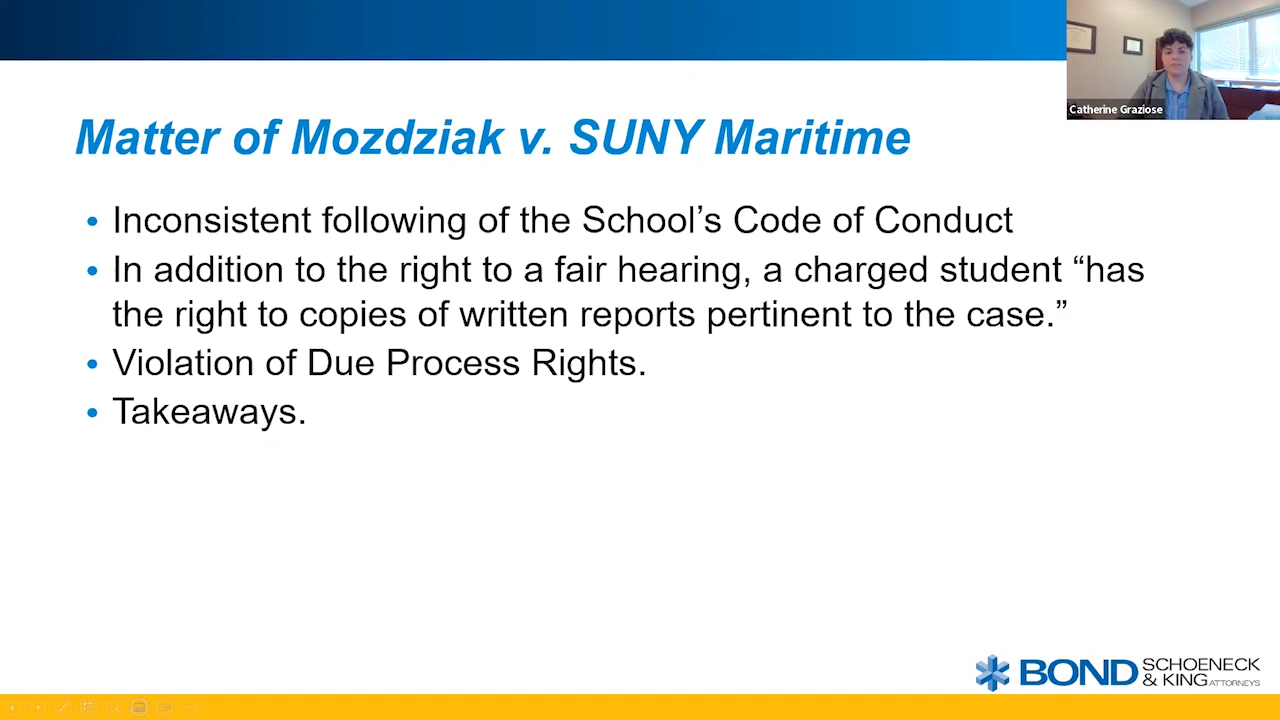 Catherine Graziose
Matter of Mozdziak v. SUNY Maritime
• Inconsistent following of the School’s Code of Conduct
• In addition to the right to a fair hearing, a charged student “has
the right to copies of written reports pertinent to the case.”
• Violation of Due Process Rights.
• Takeaways.
BOND SCHOENECK
& KING ATTORNEYS